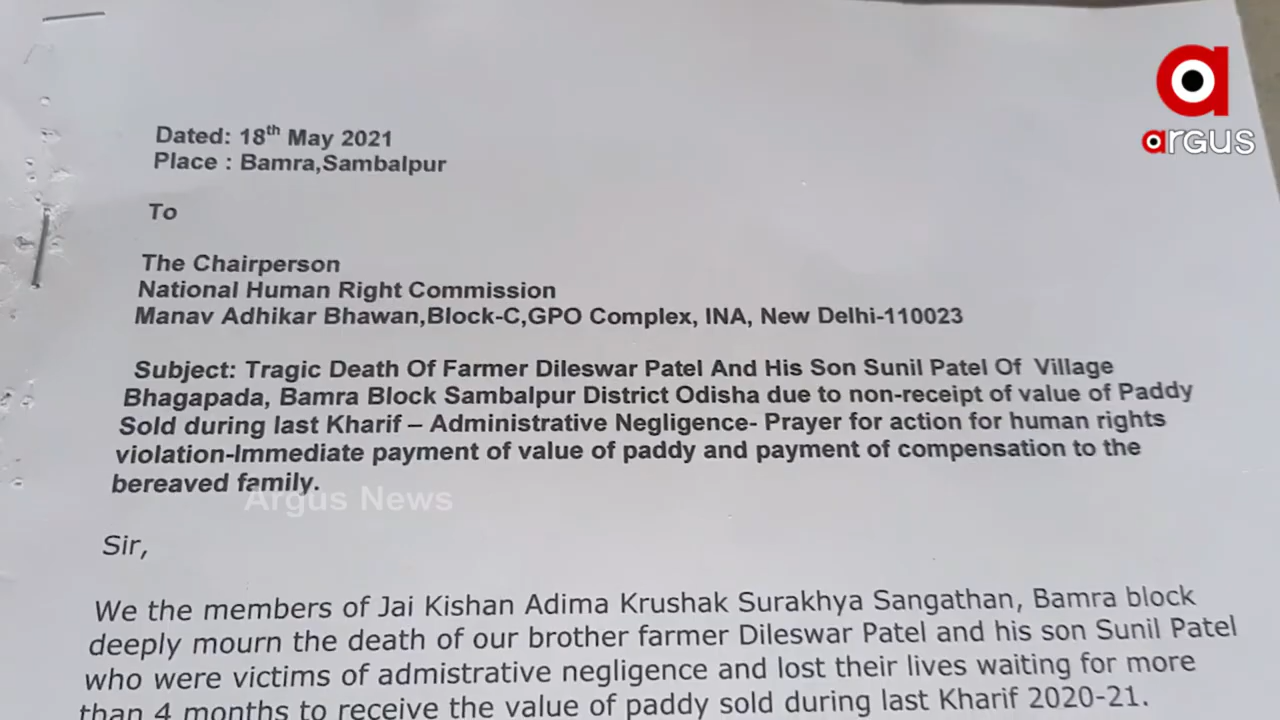 argus
Dated: 18th May 2021
Place : Bamra,Sambalpur
To
The Chairperson
National Human Right Commission
Manav Adhikar Bhawan,Block-C,GPO Complex, INA, New Delhi-110023
Subject: Tragic Death Of Farmer Dileswar Patel And His Son Sunil Patel Of Village
Bhagapada, Bamra Block Sambalpur District Odisha due to non-receipt of value of Paddy
Sold during last Kharif – Administrative Negligence- Prayer for action for human rights
violation-Immediate payment of value of paddy and payment of compensation to the
bereaved family.
Argus News
Sir,
We the members of Jai Kishan Adima Krushak Surakhya Sangathan, Bamra block
deeply mourn the death of our brother farmer Dileswar Patel and his son Sunil Patel
who were victims of admistrative negligence and lost their lives waiting for more
than 4 months to receive the value of paddy sold during last Kharif 2020-21.